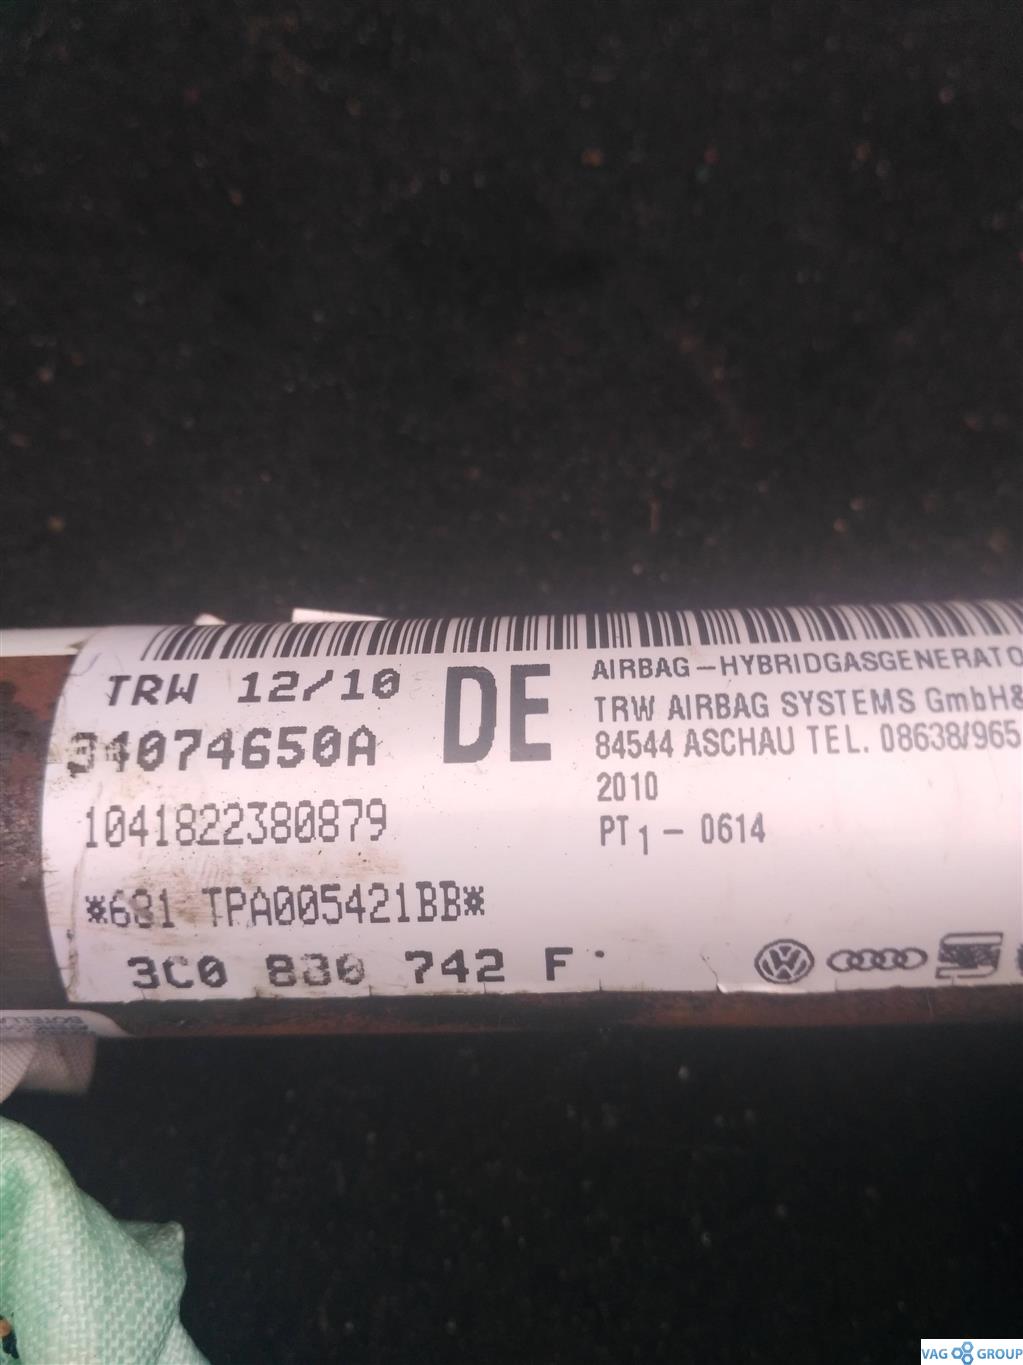 TRW 12/10
34074650A
1041822380879
*681 TPA005421BB*
3C0 880 742 F
DE
AIRBAG-HYBRIDGASGENERATO
TRW AIRBAG SYSTEMS GmbH&
84544 ASCHAU TEL. 08638/965
2010
PT1-0614
VAG GROUP